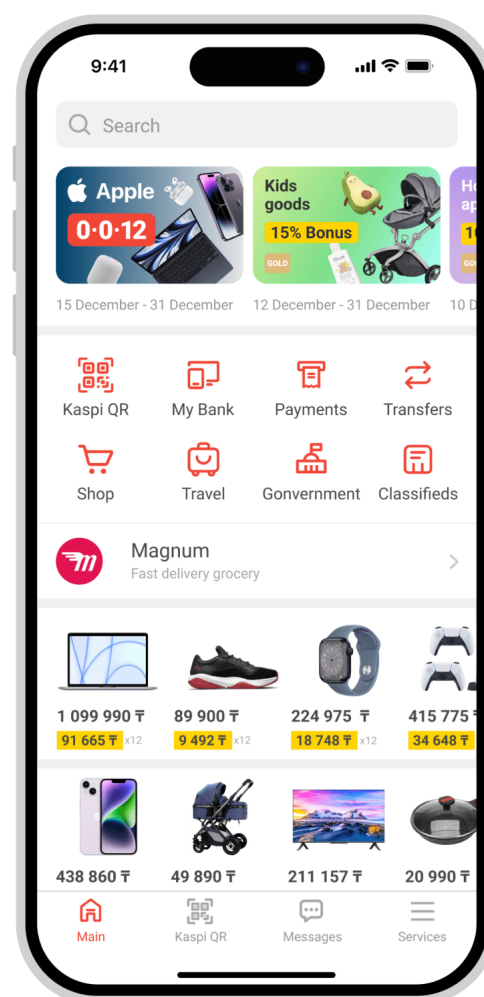 9:41
Search
Apple
0·0·12
Kids
goods
15% Bonus
GOLD
15 December - 31 December
12 December - 31 December
Kaspi QR
My Bank
Payments
Transfers
Shop
Travel
Gonvernment
Classifieds
m
Magnum
Fast delivery grocery
1 099 990 ₸
89 900 ₸
224 975 ₸
415 775 ₸
91 665 ₸ x12
9 492 ₸ x12
18 748 ₸ x12
34 648 ₸
438 860 ₸
49 890 ₸
211 157 ₸
20 990 ₸
Main
Kaspi QR
Messages
Services